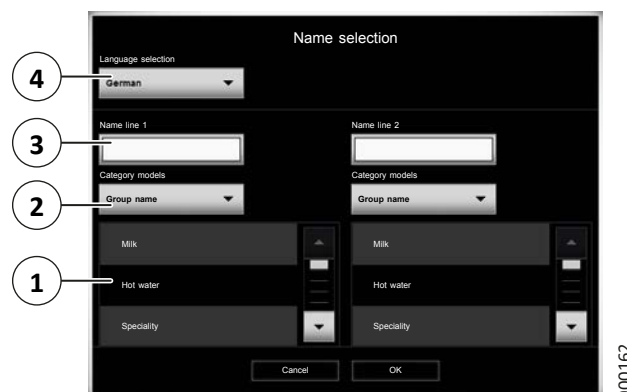 Name selection
Language selection
4
German
Name line 1
Name line 2
3
Category models
Category models
2
Group name
Group name
Milk
Milk
1
Hot water
Hot water
Speciality
Speciality
Cancel
OK
00162